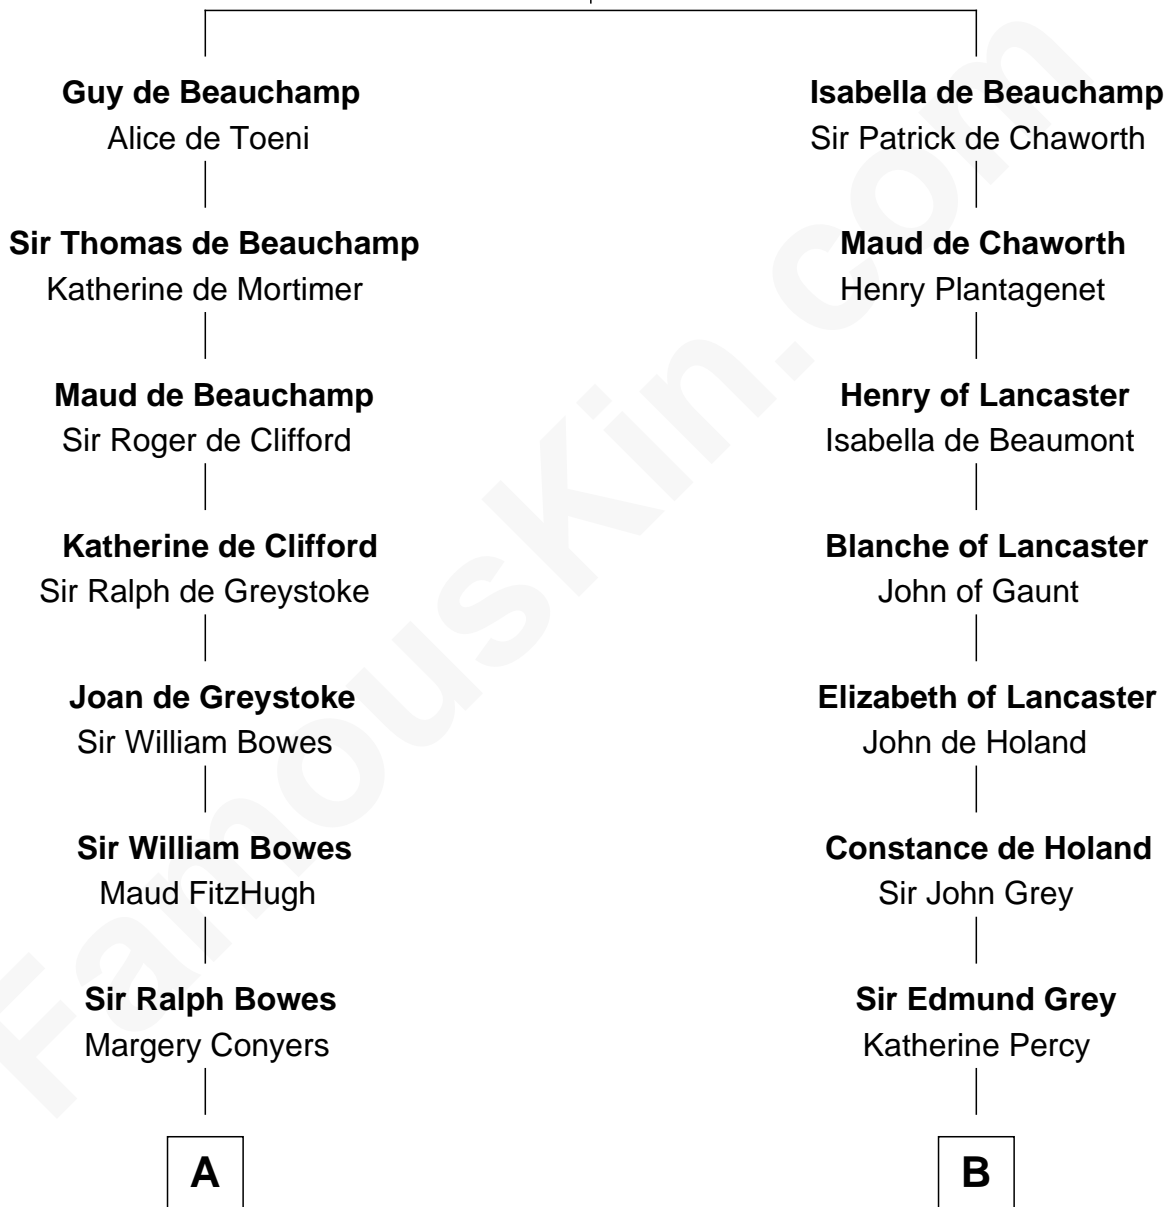 Guy de Beauchamp
Alice de Toeni
Isabella de Beauchamp
Sir Patrick de Chaworth
Sir Thomas de Beauchamp
Katherine de Mortimer
Maud de Chaworth
Henry Plantagenet
Maud de Beauchamp
Sir Roger de Clifford
Henry of Lancaster
Isabella de Beaumont
Katherine de Clifford
Sir Ralph de Greystoke
Blanche of Lancaster
John of Gaunt
Joan de Greystoke
Sir William Bowes
Elizabeth of Lancaster
John de Holand
Sir William Bowes
Maud FitzHugh
Constance de Holand
Sir John Grey
Sir Ralph Bowes
Margery Conyers
Sir Edmund Grey
Katherine Percy
A
B
FamousKin.com